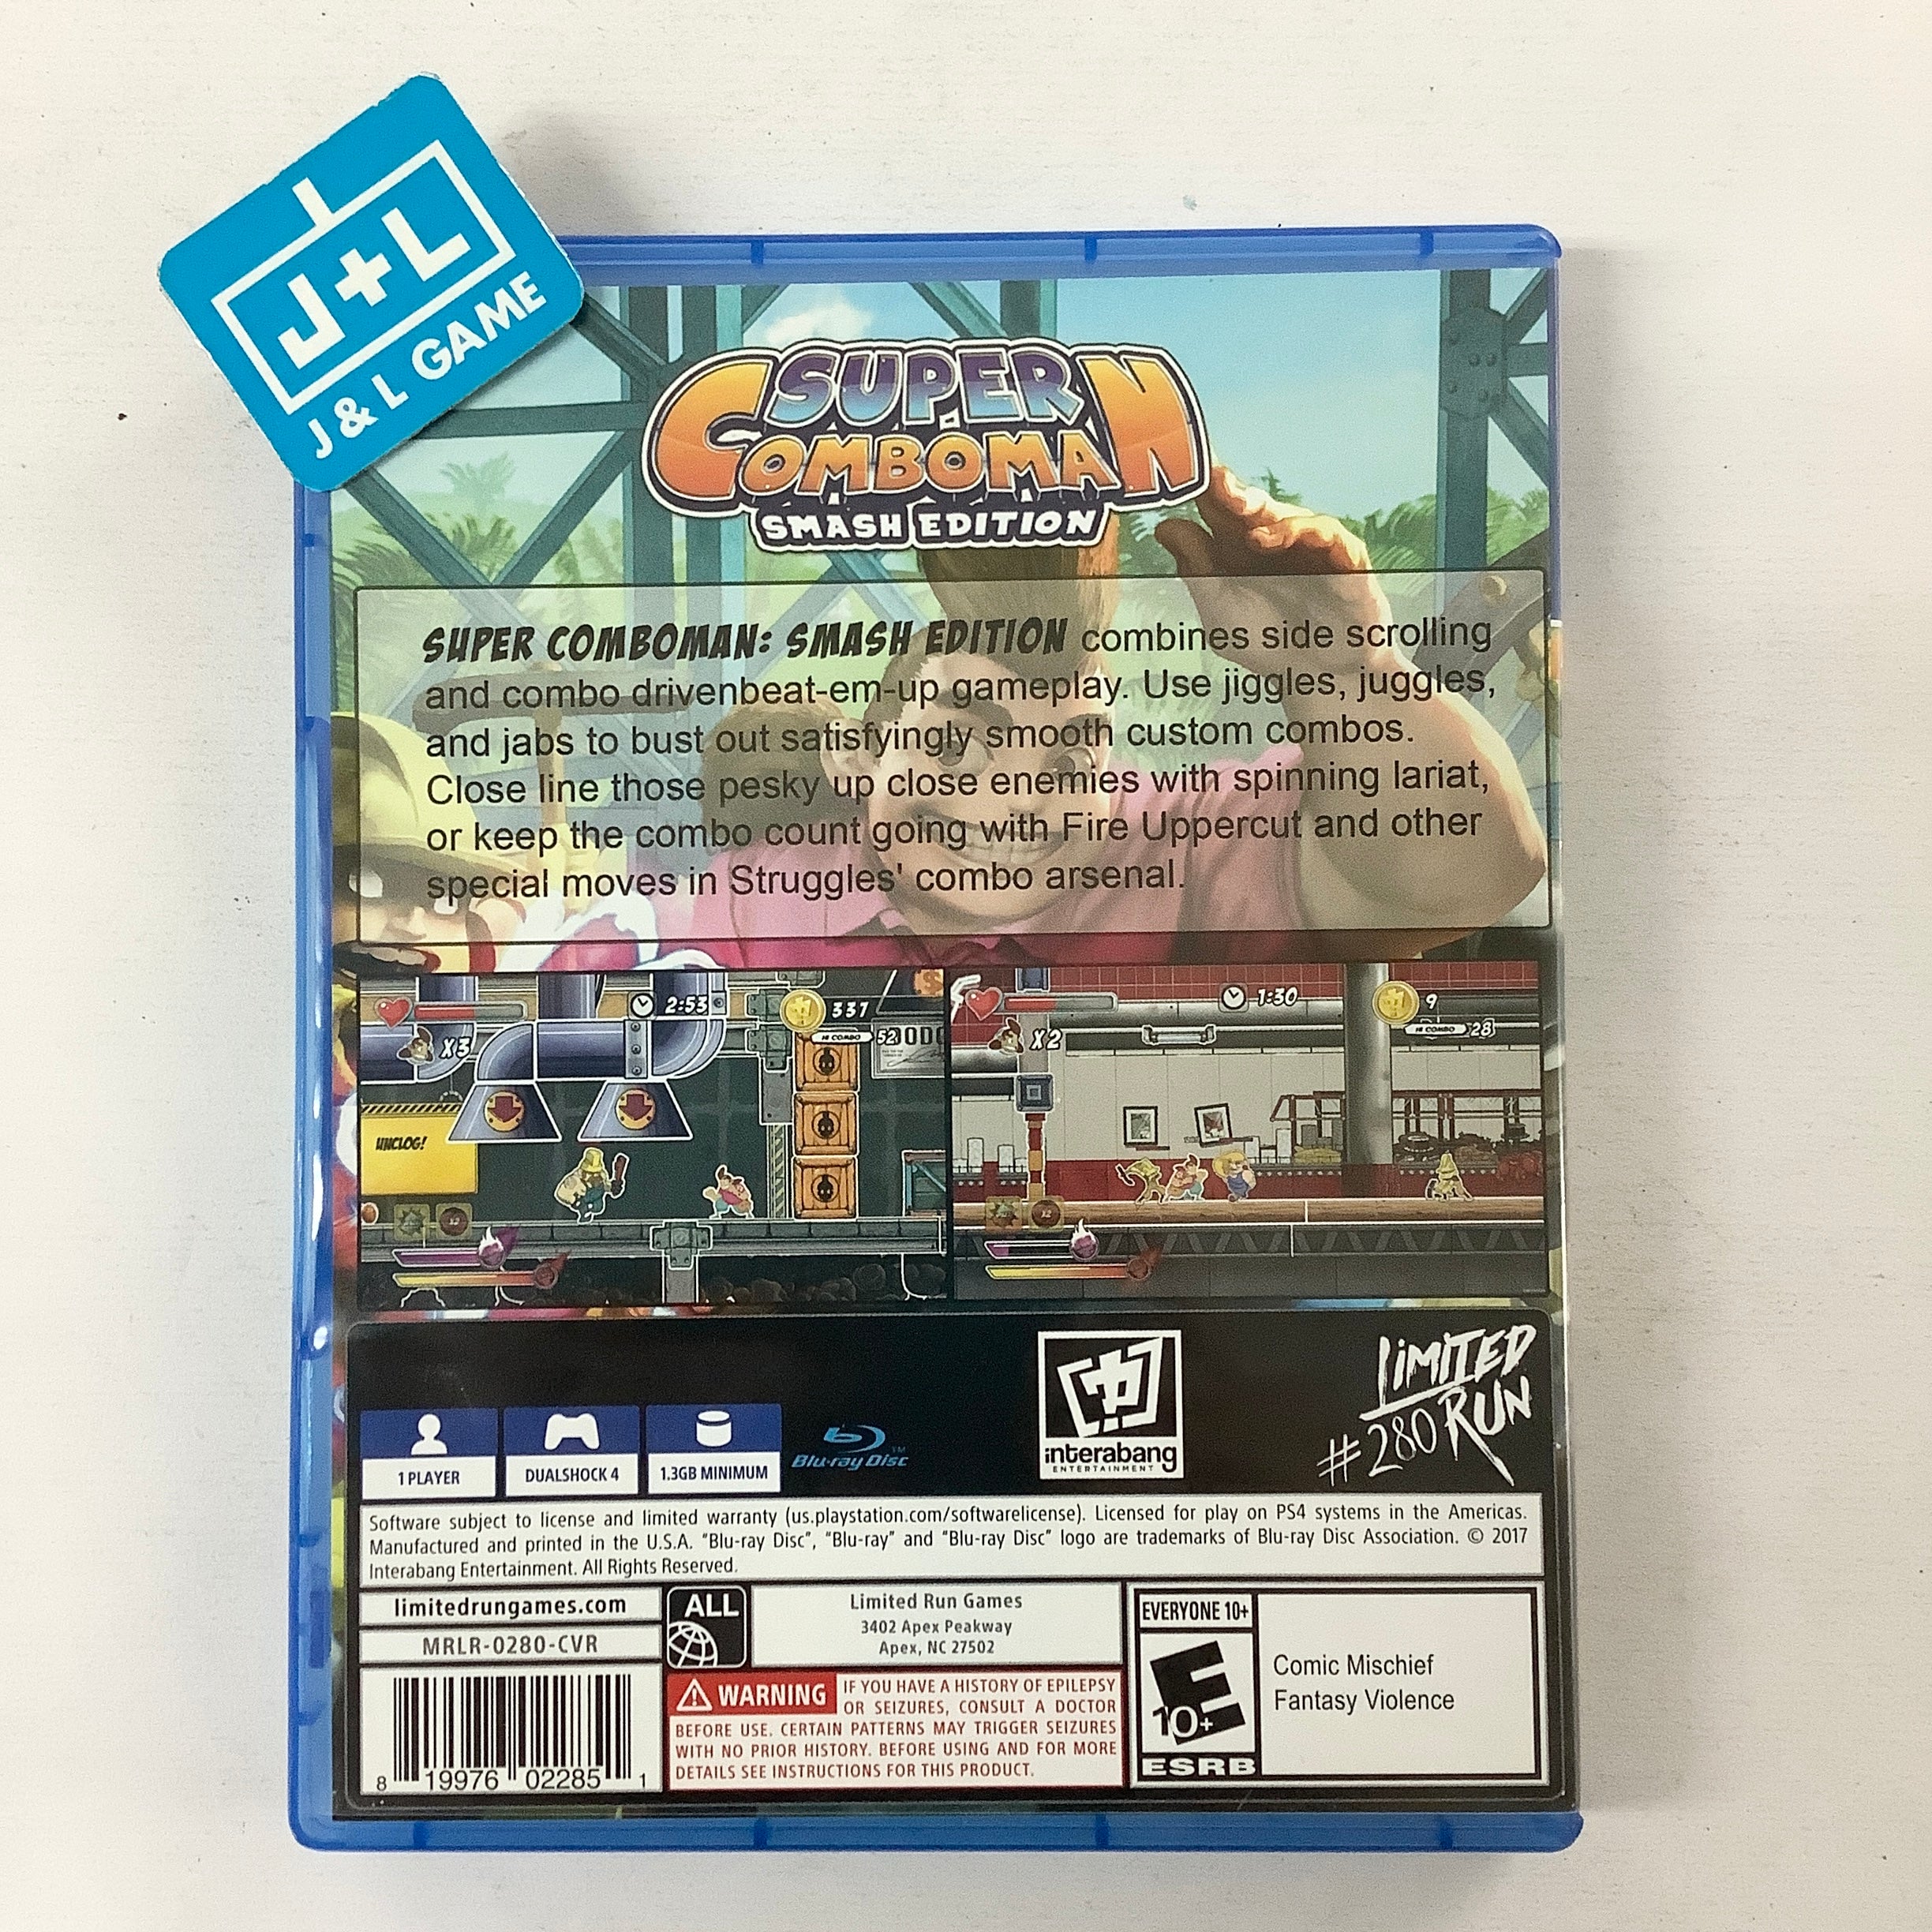 J+L
J & L GAME
SUPER
COMBOMAN
SMASH EDITION
SUPER COMBOMAN: SMASH EDITION combines side scrolling
and combo drivenbeat-em-up gameplay. Use jiggles, juggles,
and jabs to bust out satisfyingly smooth custom combos.
Close line those pesky up close enemies with spinning lariat,
or keep the combo count going with Fire Uppercut and other
special moves in Struggles' combo arsenal.
2:53
337
HI COMBO 52
X3
UNCLOG!
1:30
9
HI COMBO 28
X2
LIMITED
RUN
#280
interabang
ENTERTAINMENT
1 PLAYER
DUALSHOCK 4
1.3GB MINIMUM
Blu-ray Disc™
Software subject to license and limited warranty (us.playstation.com/softwarelicense). Licensed for play on PS4 systems in the Americas.
Manufactured and printed in the U.S.A. “Blu-ray Disc”, “Blu-ray” and “Blu-ray Disc” logo are trademarks of Blu-ray Disc Association. © 2017
Interabang Entertainment. All Rights Reserved.
limitedrungames.com
MRLR-0280-CVR
ALL
Limited Run Games
3402 Apex Peakway
Apex, NC 27502
WARNING IF YOU HAVE A HISTORY OF EPILEPSY
OR SEIZURES, CONSULT A DOCTOR
BEFORE USE. CERTAIN PATTERNS MAY TRIGGER SEIZURES
WITH NO PRIOR HISTORY. BEFORE USING AND FOR MORE
DETAILS SEE INSTRUCTIONS FOR THIS PRODUCT.
EVERYONE 10+
E
10+
ESRB
Comic Mischief
Fantasy Violence
8 19976 02285 1